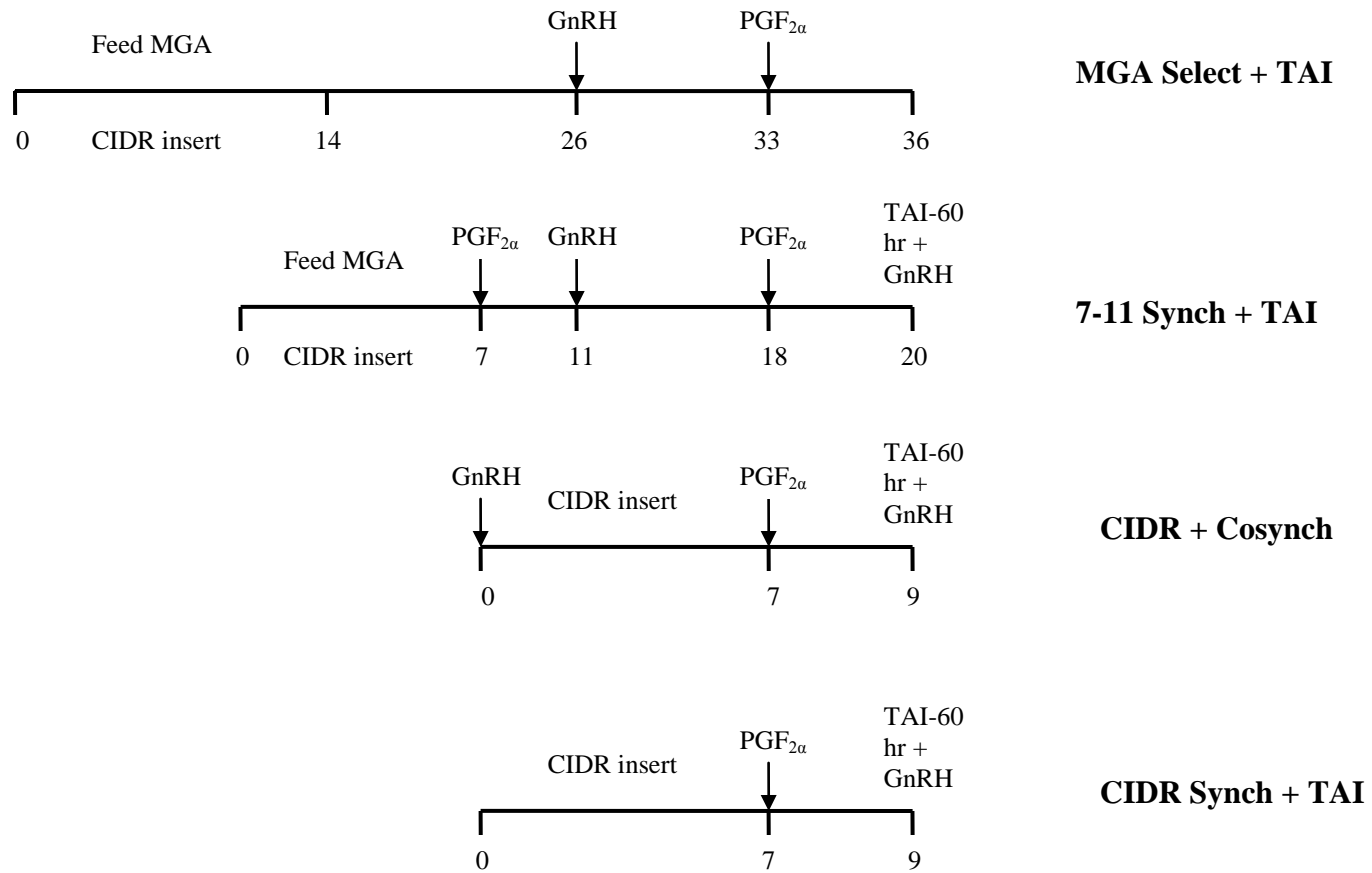 GnRH
PGF2α
Feed MGA
MGA Select + TAI
0
CIDR insert
14
26
33
36
TAI-60
hr +
GnRH
PGF2α
GnRH
PGF2α
Feed MGA
7-11 Synch + TAI
0
CIDR insert
7
11
18
20
TAI-60
hr +
GnRH
GnRH
CIDR insert
PGF2α
CIDR + Cosynch
0
7
9
TAI-60
hr +
GnRH
PGF2α
CIDR insert
CIDR Synch + TAI
0
7
9